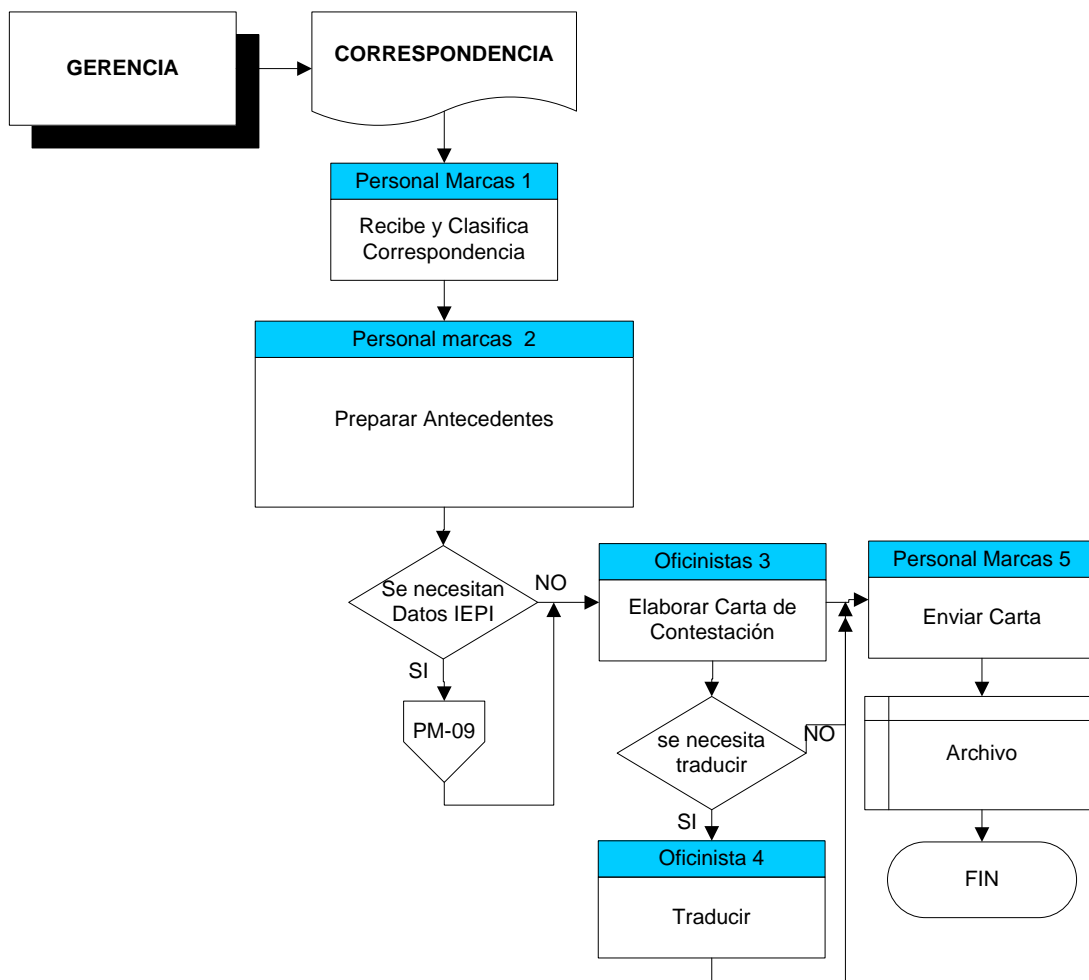 GERENCIA
CORRESPONDENCIA
Personal Marcas 1
Recibe y Clasifica
Correspondencia
Personal marcas 2
Preparar Antecedentes
Se necesitan
Datos IEPI
NO
SI
PM-09
Oficinistas 3
Elaborar Carta de
Contestación
se necesita
traducir
NO
SI
Oficinista 4
Traducir
Personal Marcas 5
Enviar Carta
Archivo
FIN